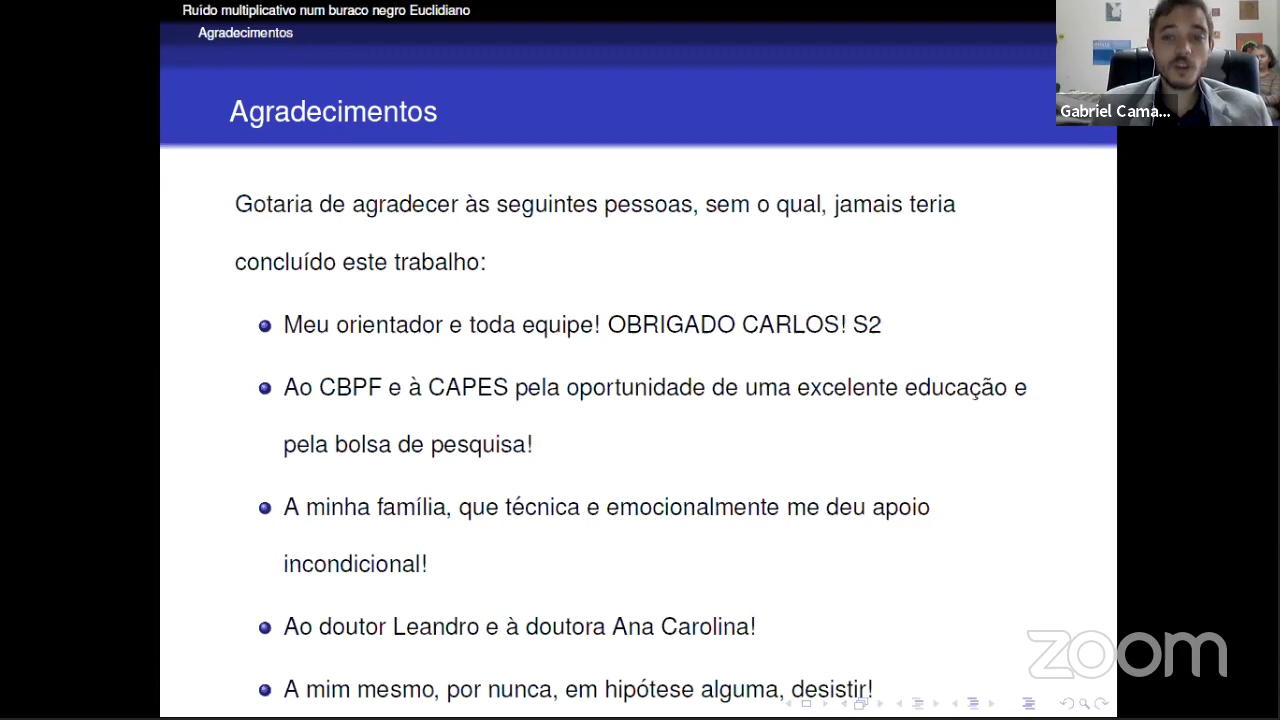 Ruído multiplicativo num buraco negro Euclidiano
Agradecimentos
Agradecimentos
Gabriel Cama...
Gotaria de agradecer às seguintes pessoas, sem o qual, jamais teria
concluído este trabalho:
Meu orientador e toda equipe! OBRIGADO CARLOS! S2
Ao CBPF e à CAPES pela oportunidade de uma excelente educação e
pela bolsa de pesquisa!
A minha família, que técnica e emocionalmente me deu apoio
incondicional!
Ao doutor Leandro e à doutora Ana Carolina!
A mim mesmo, por nunca, em hipótese alguma, desistir!
zoom